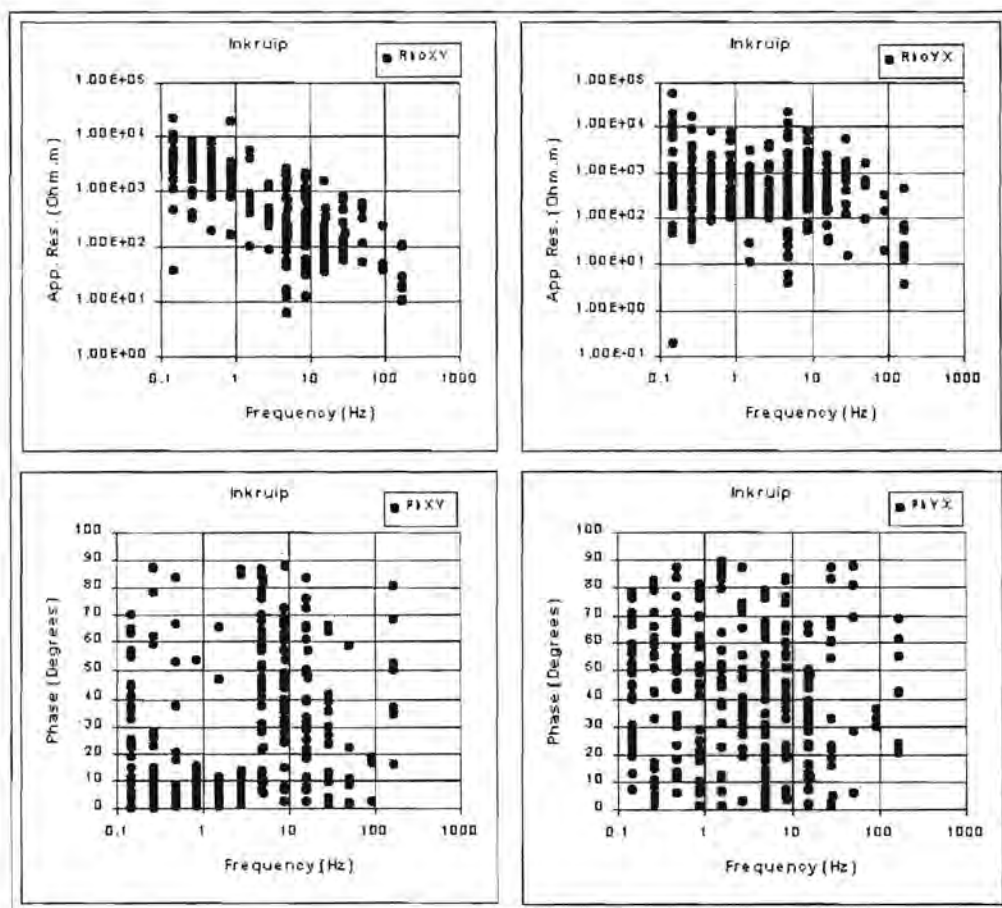 Inkruip
RhoXY
1.00E+05
1.00E+04
1.00E+03
1.00E+02
1.00E+01
1.00E+00
App. Res. (Ohm.m)
0.1 1 10 100 1000
Frequency (Hz)
Inkruip
RhoYX
1.00E+05
1.00E+04
1.00E+03
1.00E+02
1.00E+01
1.00E+00
1.00E-01
App. Res. (Ohm.m)
0.1 1 10 100 1000
Frequency (Hz)
Inkruip
PhXY
100
90
80
70
60
50
40
30
20
10
0
Phase (Degrees)
0.1 1 10 100 1000
Frequency (Hz)
Inkruip
PhYX
100
90
80
70
60
50
40
30
20
10
0
Phase (Degrees)
0.1 1 10 100 1000
Frequency (Hz)